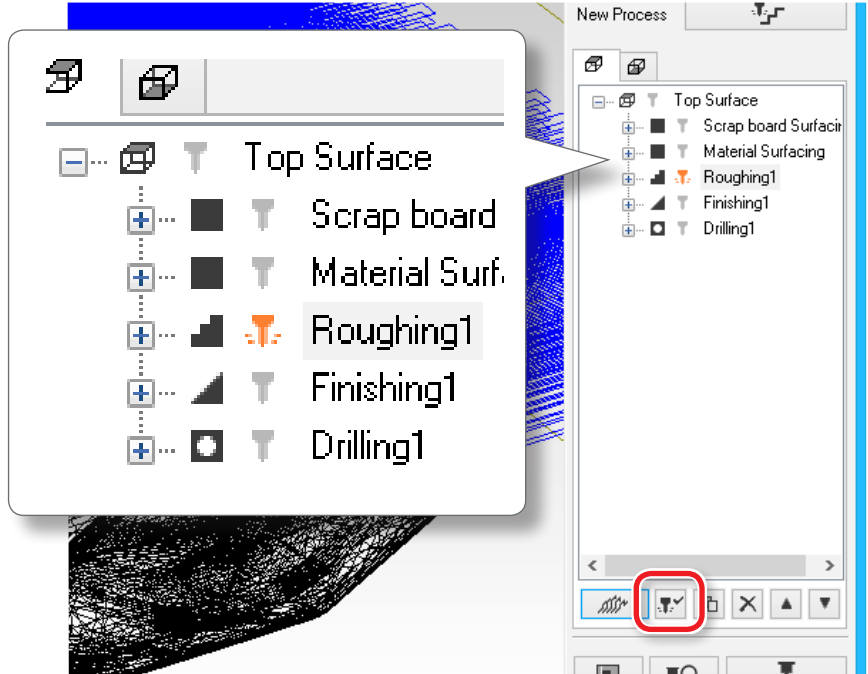 New Process
Top Surface
Scrap board
Material Surf
Roughing1
Finishing1
Drilling1
Top Surface
Scrap board Surfacin
Material Surfacing
Roughing1
Finishing1
Drilling1